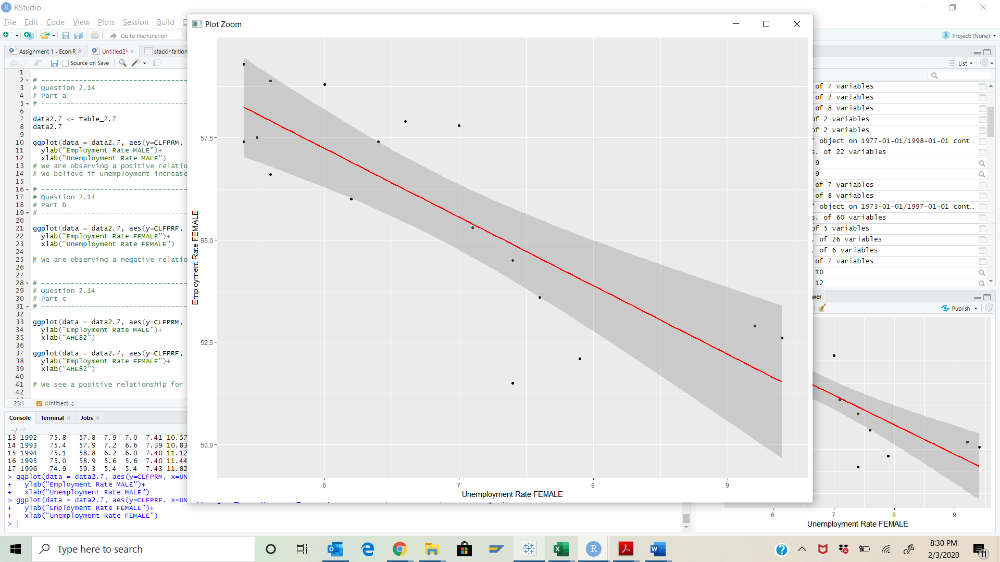 RStudio
File Edit Code View Plots Session Build D
Go to file/function
Project: (None)
Assignment 1 - Econ.R
Untitled2*
stackinfaltion
Source on Save
List
1
2 # -----------------------------------
3 # Question 2.14
4 # Part a
5 # -----------------------------------
6
7 data2.7 <- Table_2.7
8 data2.7
9
10 ggplot(data = data2.7, aes(y=CLFPRM,
11 ylab("Employment Rate MALE")+
12 xlab("Unemployment Rate MALE")
13 # We are observing a positive relatio
14 # We believe if unemployment increase
15
16 # -----------------------------------
17 # Question 2.14
18 # Part b
19 # -----------------------------------
20
21 ggplot(data = data2.7, aes(y=CLFPRF,
22 ylab("Employment Rate FEMALE")+
23 xlab("Unemployment Rate FEMALE")
24
25 # We are observing a negative relatio
26
27
28 # -----------------------------------
29 # Question 2.14
30 # Part c
31 # -----------------------------------
32
33 ggplot(data = data2.7, aes(y=CLFPRM,
34 ylab("Employment Rate MALE")+
35 xlab("AHE82")
36
37 ggplot(data = data2.7, aes(y=CLFPRF,
38 ylab("Employment Rate FEMALE")+
39 xlab("AHE82")
40
41 # We see a positive relationship for
42
25:1 # (Untitled)
Console Terminal Jobs
~/
13 1992 75.8 57.8 7.9 7.0 7.41 10.57
14 1993 75.4 57.9 7.2 6.6 7.39 10.83
15 1994 75.1 58.8 6.2 6.0 7.40 11.12
16 1995 75.0 58.9 5.6 5.6 7.40 11.44
17 1996 74.9 59.3 5.4 5.4 7.43 11.82
> ggplot(data = data2.7, aes(y=CLFPRM, x=UN
+ ylab("Employment Rate MALE")+
+ xlab("Unemployment Rate MALE")
> ggplot(data = data2.7, aes(y=CLFPRF, x=UN
+ ylab("Employment Rate FEMALE")+
+ xlab("Unemployment Rate FEMALE")
>
Plot Zoom
Employment Rate FEMALE
57.5
55.0
52.5
50.0
6 7 8 9
Unemployment Rate FEMALE
of 7 variables
of 2 variables
of 8 variables
of 2 variables
of 2 variables
' object on 1977-01-01/1998-01-01 cont...
s. of 22 variables
9
9
of 7 variables
of 8 variables
' object on 1973-01-01/1997-01-01 cont...
s. of 60 variables
of 5 variables
. of 26 variables
. of 6 variables
of 7 variables
10
12
wer
Publish
6 7 8 9
Unemployment Rate FEMALE
Type here to search
8:30 PM
2/3/2020
11